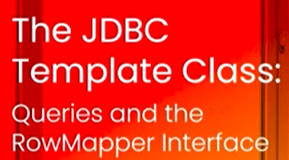 The JDBC
Template Class:
Queries and the
RowMapper Interface